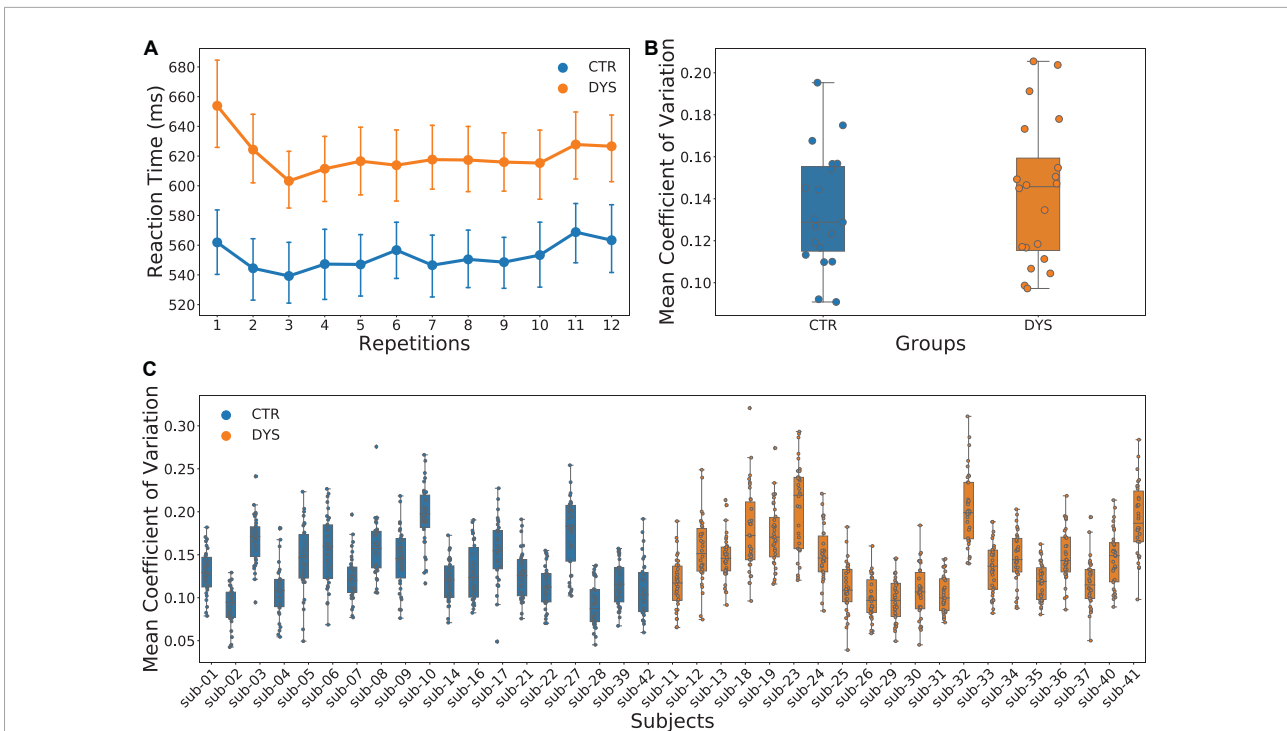 A
Reaction Time (ms)
680
660
640
620
600
580
560
540
520
CTR
DYS
1 2 3 4 5 6 7 8 9 10 11 12
Repetitions
B
Mean Coefficient of Variation
0.20
0.18
0.16
0.14
0.12
0.10
CTR DYS
Groups
C
Mean Coefficient of Variation
0.30
0.25
0.20
0.15
0.10
0.05
CTR
DYS
sub-01 sub-02 sub-03 sub-04 sub-05 sub-06 sub-07 sub-08 sub-09 sub-10 sub-14 sub-16 sub-17 sub-21 sub-22 sub-27 sub-28 sub-39 sub-42 sub-11 sub-12 sub-13 sub-18 sub-19 sub-23 sub-24 sub-25 sub-26 sub-29 sub-30 sub-31 sub-32 sub-33 sub-34 sub-35 sub-36 sub-37 sub-40 sub-41
Subjects